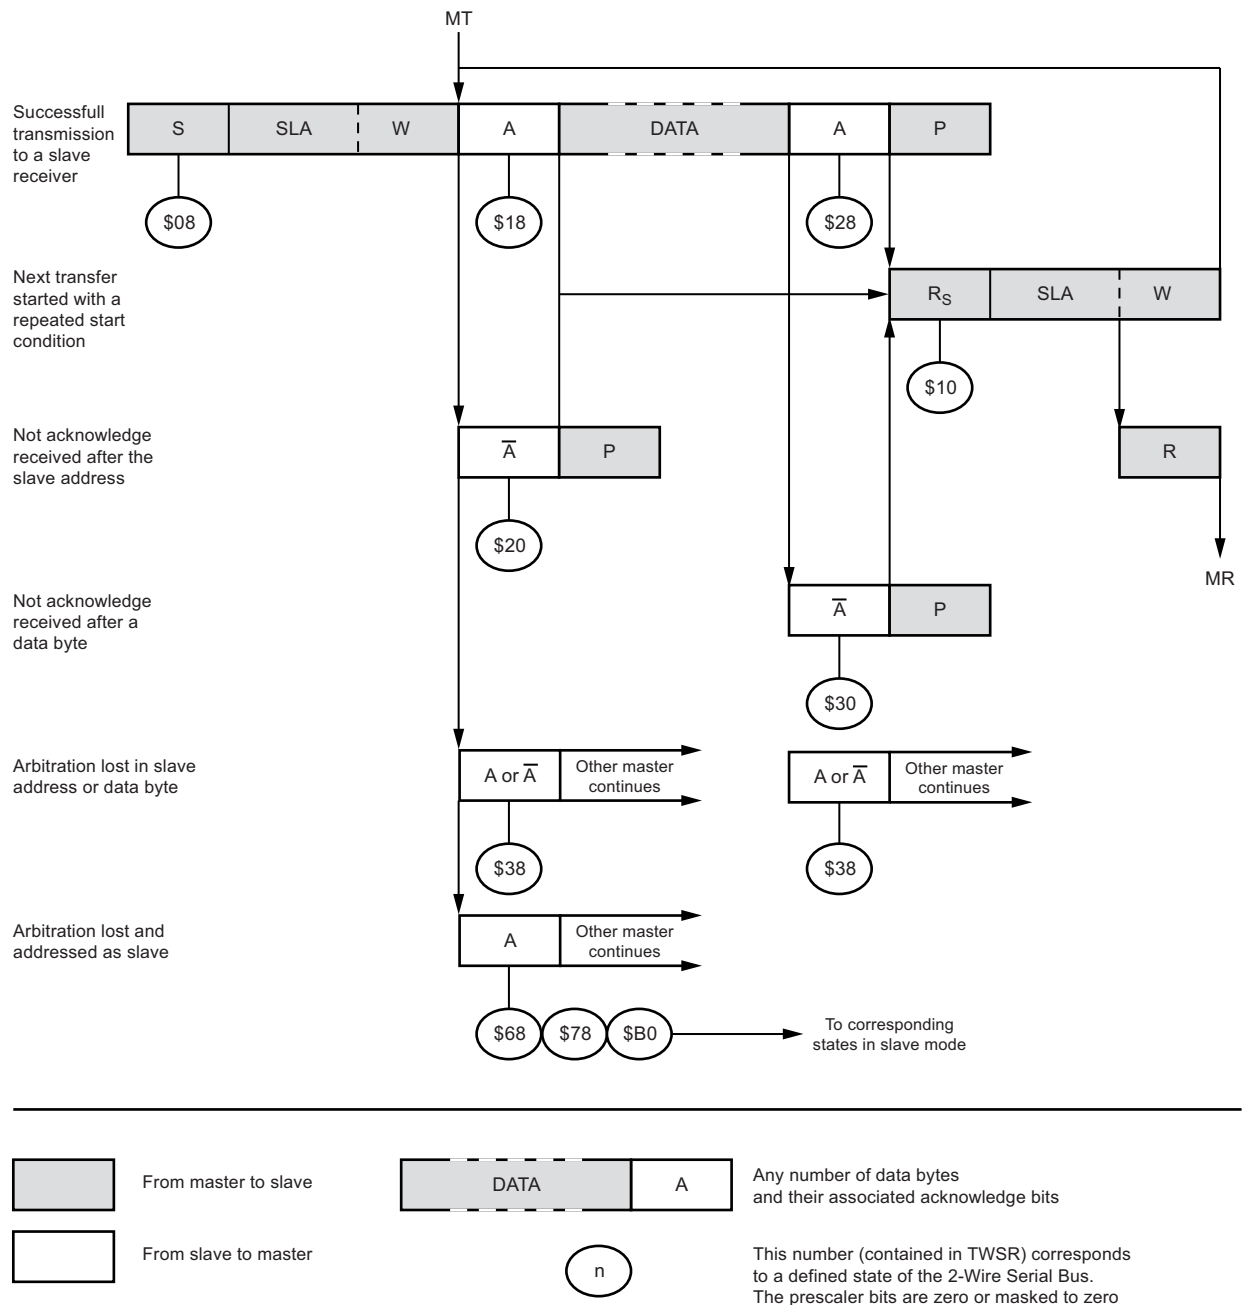 MT
Successfull
transmission
to a slave
receiver
S SLA W A DATA A P
$08 $18 $28
Next transfer
started with a
repeated start
condition
RS SLA W
$10
Not acknowledge
received after the
slave address
A̅ P
R
$20
MR
Not acknowledge
received after a
data byte
A̅ P
$30
Arbitration lost in slave
address or data byte
A or A̅
Other master
continues
A or A̅
Other master
continues
$38 $38
Arbitration lost and
addressed as slave
A
Other master
continues
$68 $78 $B0
To corresponding
states in slave mode
From master to slave
DATA A
Any number of data bytes
and their associated acknowledge bits
From slave to master
n
This number (contained in TWSR) corresponds
to a defined state of the 2-Wire Serial Bus.
The prescaler bits are zero or masked to zero